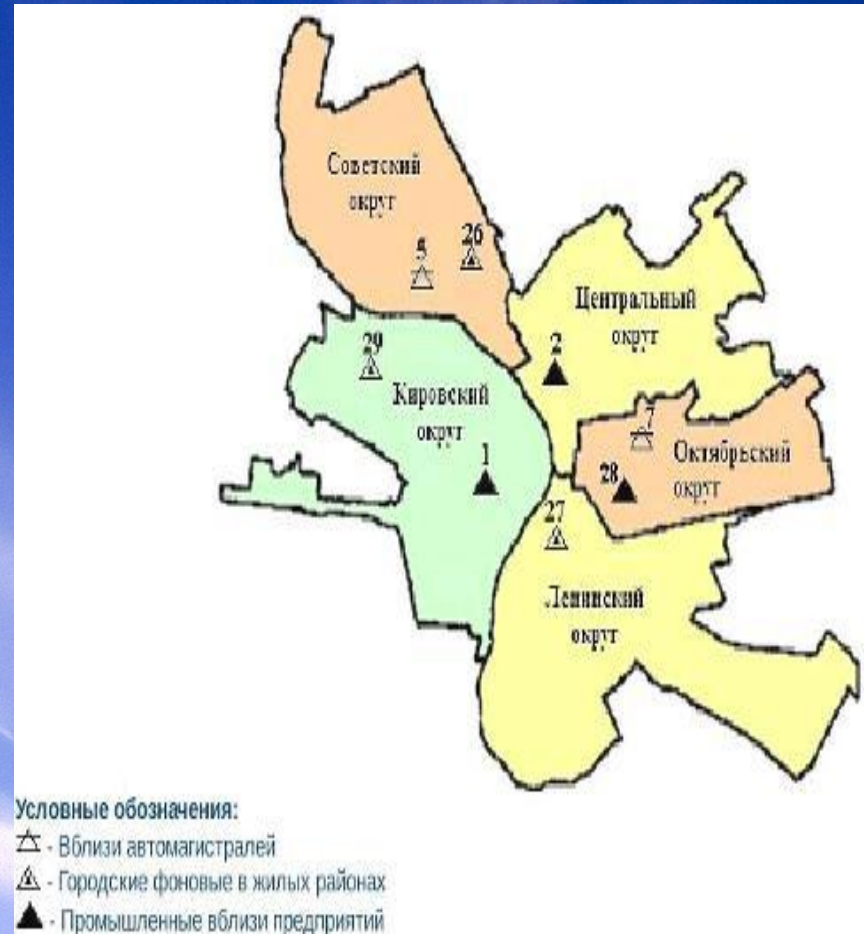 Советский
округ
26
5
Центральный
округ
2
29
Кировский
округ
7
Октябрьский
округ
1
28
27
Ленинский
округ
Условные обозначения:
- Вблизи автомагистралей
- Городские фоновые в жилых районах
- Промышленные вблизи предприятий